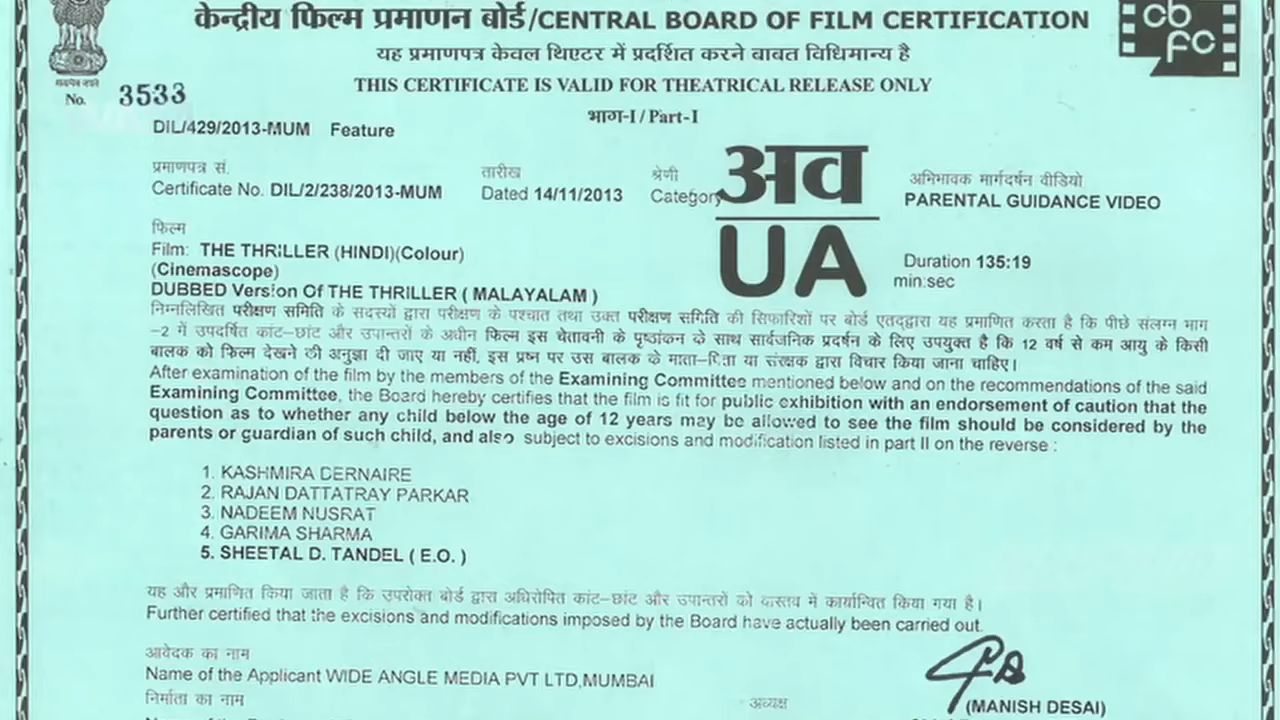 केन्द्रीय फिल्म प्रमाणन बोर्ड/CENTRAL BOARD OF FILM CERTIFICATION
cb
fc
यह प्रमाणपत्र केवल थिएटर में प्रदर्शित करने बाबत विधिमान्य है
THIS CERTIFICATE IS VALID FOR THEATRICAL RELEASE ONLY
No. 3533
भाग-I / Part-I
DIL/429/2013-MUM Feature
प्रमाणपत्र सं. तारीख श्रेणी अव अभिभावक मार्गदर्शन वीडियो
Certificate No. DIL/2/238/2013-MUM Dated 14/11/2013 Category PARENTAL GUIDANCE VIDEO
फिल्म
Film: THE THRILLER (HINDI)(Colour) UA Duration 135:19
(Cinemascope) min:sec
DUBBED Version Of THE THRILLER ( MALAYALAM )
निम्नलिखित परीक्षण समिति के सदस्यों द्वारा परीक्षण के पश्चात तथा उक्त परीक्षण समिति की सिफारिशों पर बोर्ड एतद्द्वारा यह प्रमाणित करता है कि पीछे संलग्न भाग
-2 में उपदर्षित कांट-छांट और उपान्तरों के अधीन फिल्म इस चेतावनी के पृष्ठांकन के साथ सार्वजनिक प्रदर्शन के लिए उपयुक्त है कि 12 वर्ष से कम आयु के किसी
बालक को फिल्म देखने की अनुज्ञा दी जाए या नहीं, इस प्रश्न पर उस बालक के माता-पिता या संरक्षक द्वारा विचार किया जाना चाहिए।
After examination of the film by the members of the Examining Committee mentioned below and on the recommendations of the said
Examining Committee, the Board hereby certifies that the film is fit for public exhibition with an endorsement of caution that the
question as to whether any child below the age of 12 years may be allowed to see the film should be considered by the
parents or guardian of such child, and also subject to excisions and modification listed in part II on the reverse :
1. KASHMIRA DERNAIRE
2. RAJAN DATTATRAY PARKAR
3. NADEEM NUSRAT
4. GARIMA SHARMA
5. SHEETAL D. TANDEL ( E.O. )
यह और प्रमाणित किया जाता है कि उपरोक्त बोर्ड द्वारा अधिरोपित कांट-छांट और उपान्तरों को वास्तव में कार्यान्वित किया गया है।
Further certified that the excisions and modifications imposed by the Board have actually been carried out.
आवेदक का नाम
Name of the Applicant WIDE ANGLE MEDIA PVT LTD,MUMBAI
निर्माता का नाम अध्यक्ष (MANISH DESAI)